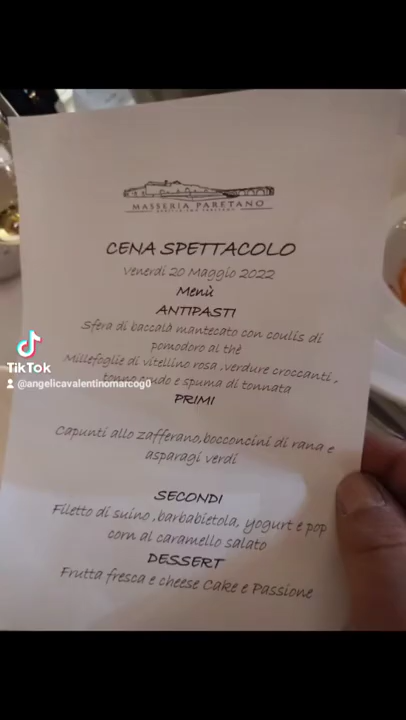 MASSERIA PARETANO
CENA SPETTACOLO
Venerdi 20 Maggio 2022
Menù
ANTIPASTI
Sfera di baccalà mantecato con coulis di
pomodoro al thè
Millefoglie di vitellino rosa ,verdure croccanti ,
tonno crudo e spuma di tonnata
TikTok
@angelicavalentinomarcog0
PRIMI
Capunti allo zafferano,bocconcini di rana e
asparagi verdi
SECONDI
Filetto di suino ,barbabietola, yogurt e pop
corn al caramello salato
DESSERT
Frutta fresca e cheese Cake e Passione